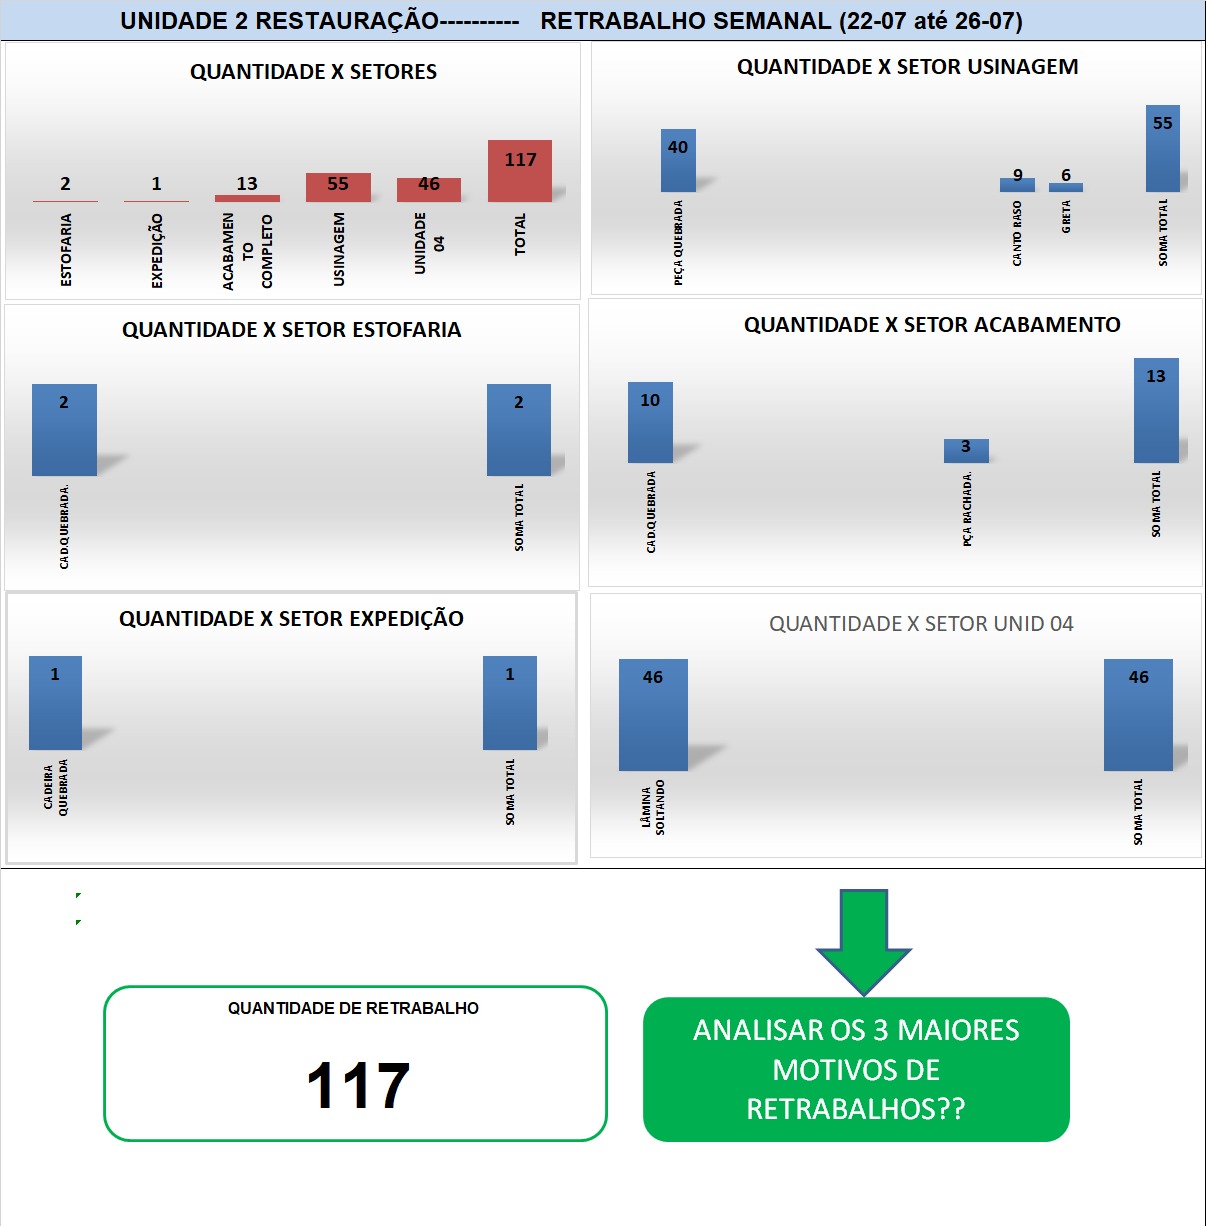 UNIDADE 2 RESTAURAÇÃO---------- RETRABALHO SEMANAL (22-07 até 26-07)
QUANTIDADE X SETORES
2
1
13
55
46
117
ESTOFARIA
EXPEDIÇÃO
ACABAMEN
TO
COMPLETO
USINAGEM
UNIDADE
04
TOTAL
QUANTIDADE X SETOR USINAGEM
40
9
6
55
PEÇA QUEBRADA
CANTO RASO
GRETA
SOMA TOTAL
QUANTIDADE X SETOR ESTOFARIA
2
2
CAD.QUEBRADA.
SOMA TOTAL
QUANTIDADE X SETOR ACABAMENTO
10
3
13
CAD.QUEBRADA
PÇA RACHADA.
SOMA TOTAL
QUANTIDADE X SETOR EXPEDIÇÃO
1
1
CADEIRA
QUEBRADA
SOMA TOTAL
QUANTIDADE X SETOR UNID 04
46
46
LÂMINA
SOLTANDO
SOMA TOTAL
QUANTIDADE DE RETRABALHO
117
ANALISAR OS 3 MAIORES
MOTIVOS DE
RETRABALHOS??